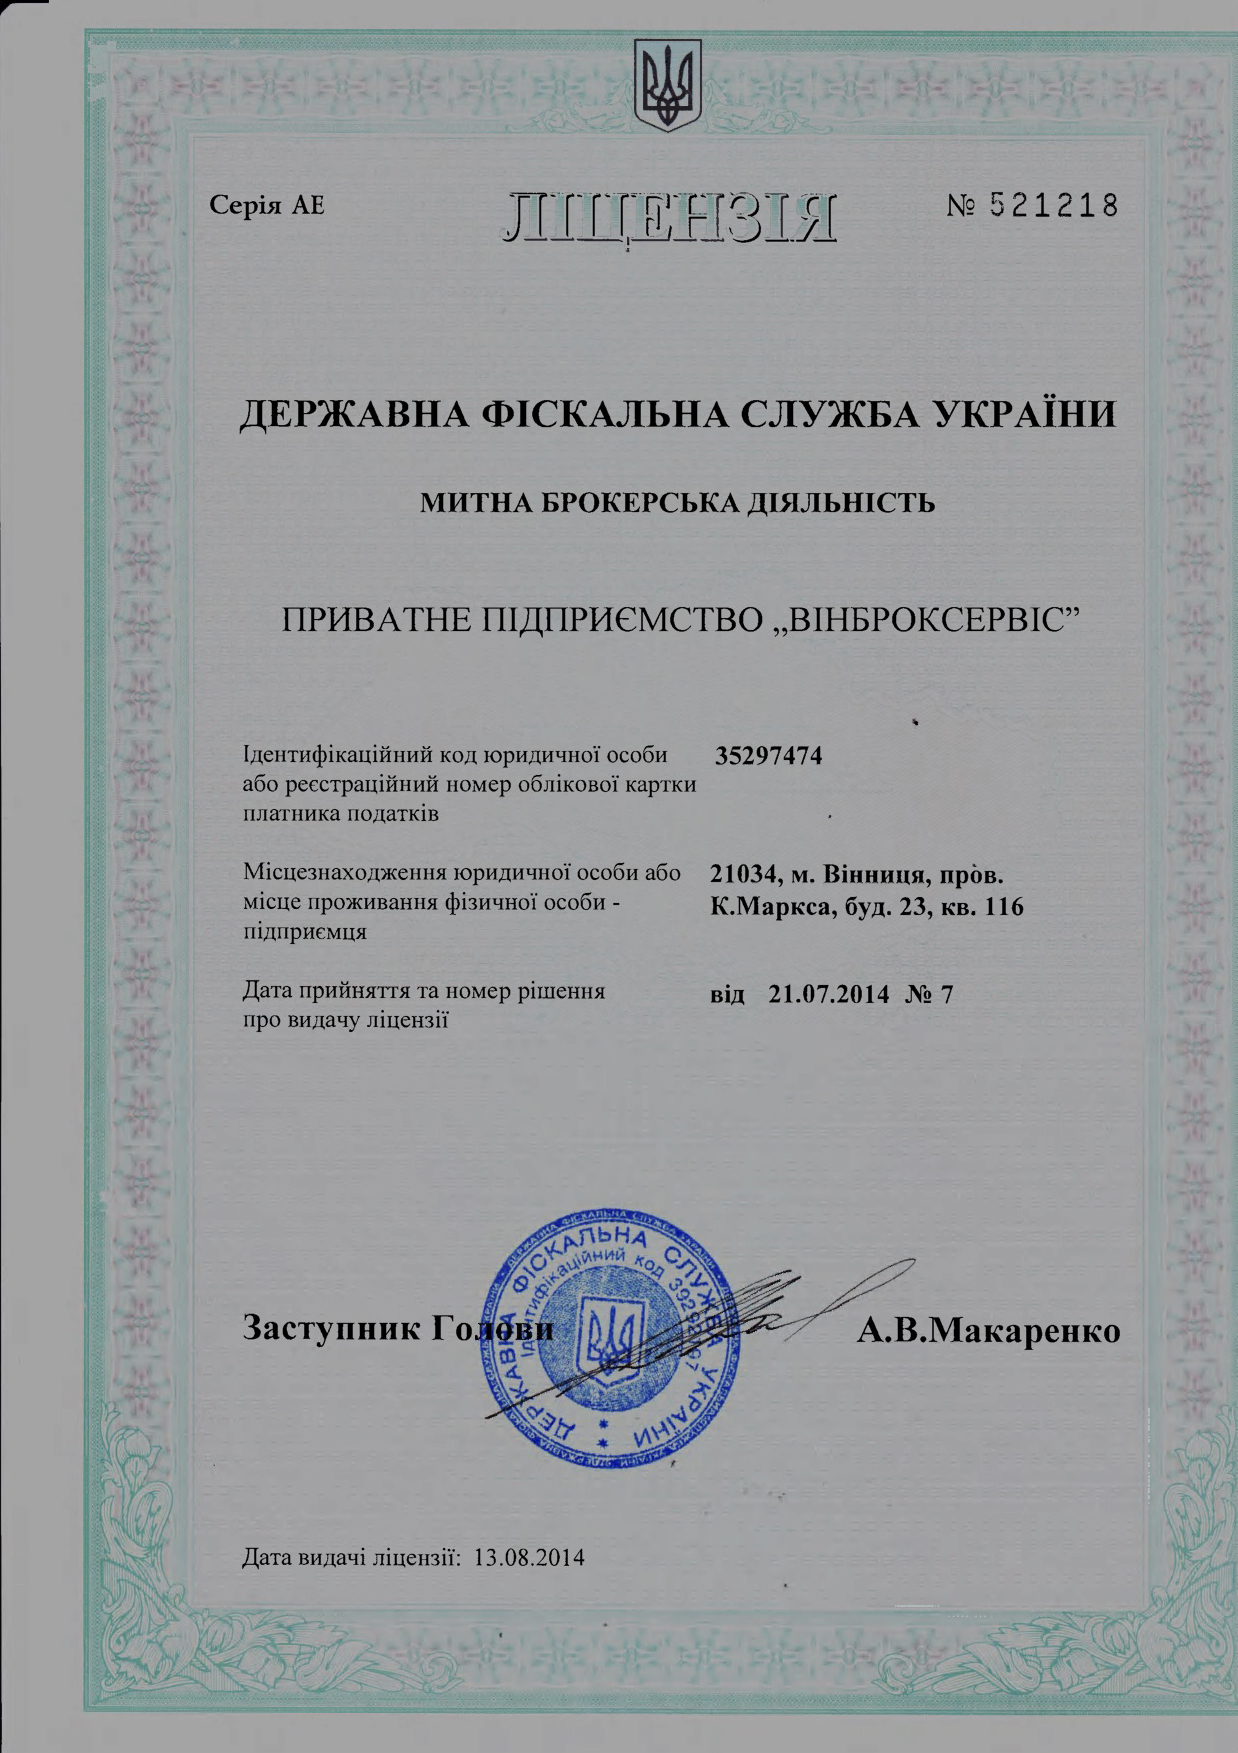 Серія АЕ
ЛІЦЕНЗІЯ
№ 521218
ДЕРЖАВНА ФІСКАЛЬНА СЛУЖБА УКРАЇНИ
МИТНА БРОКЕРСЬКА ДІЯЛЬНІСТЬ
ПРИВАТНЕ ПІДПРИЄМСТВО „ВІНБРОКСЕРВІС”
Ідентифікаційний код юридичної особи 35297474
або реєстраційний номер облікової картки
платника податків
Місцезнаходження юридичної особи або 21034, м. Вінниця, пров.
місце проживання фізичної особи - К.Маркса, буд. 23, кв. 116
підприємця
Дата прийняття та номер рішення від 21.07.2014 № 7
про видачу ліцензії
ДЕРЖАВНА ФІСКАЛЬНА СЛУЖБА УКРАЇНИ
Ідентифікаційний код
Заступник Голови А.В.Макаренко
Дата видачі ліцензії: 13.08.2014